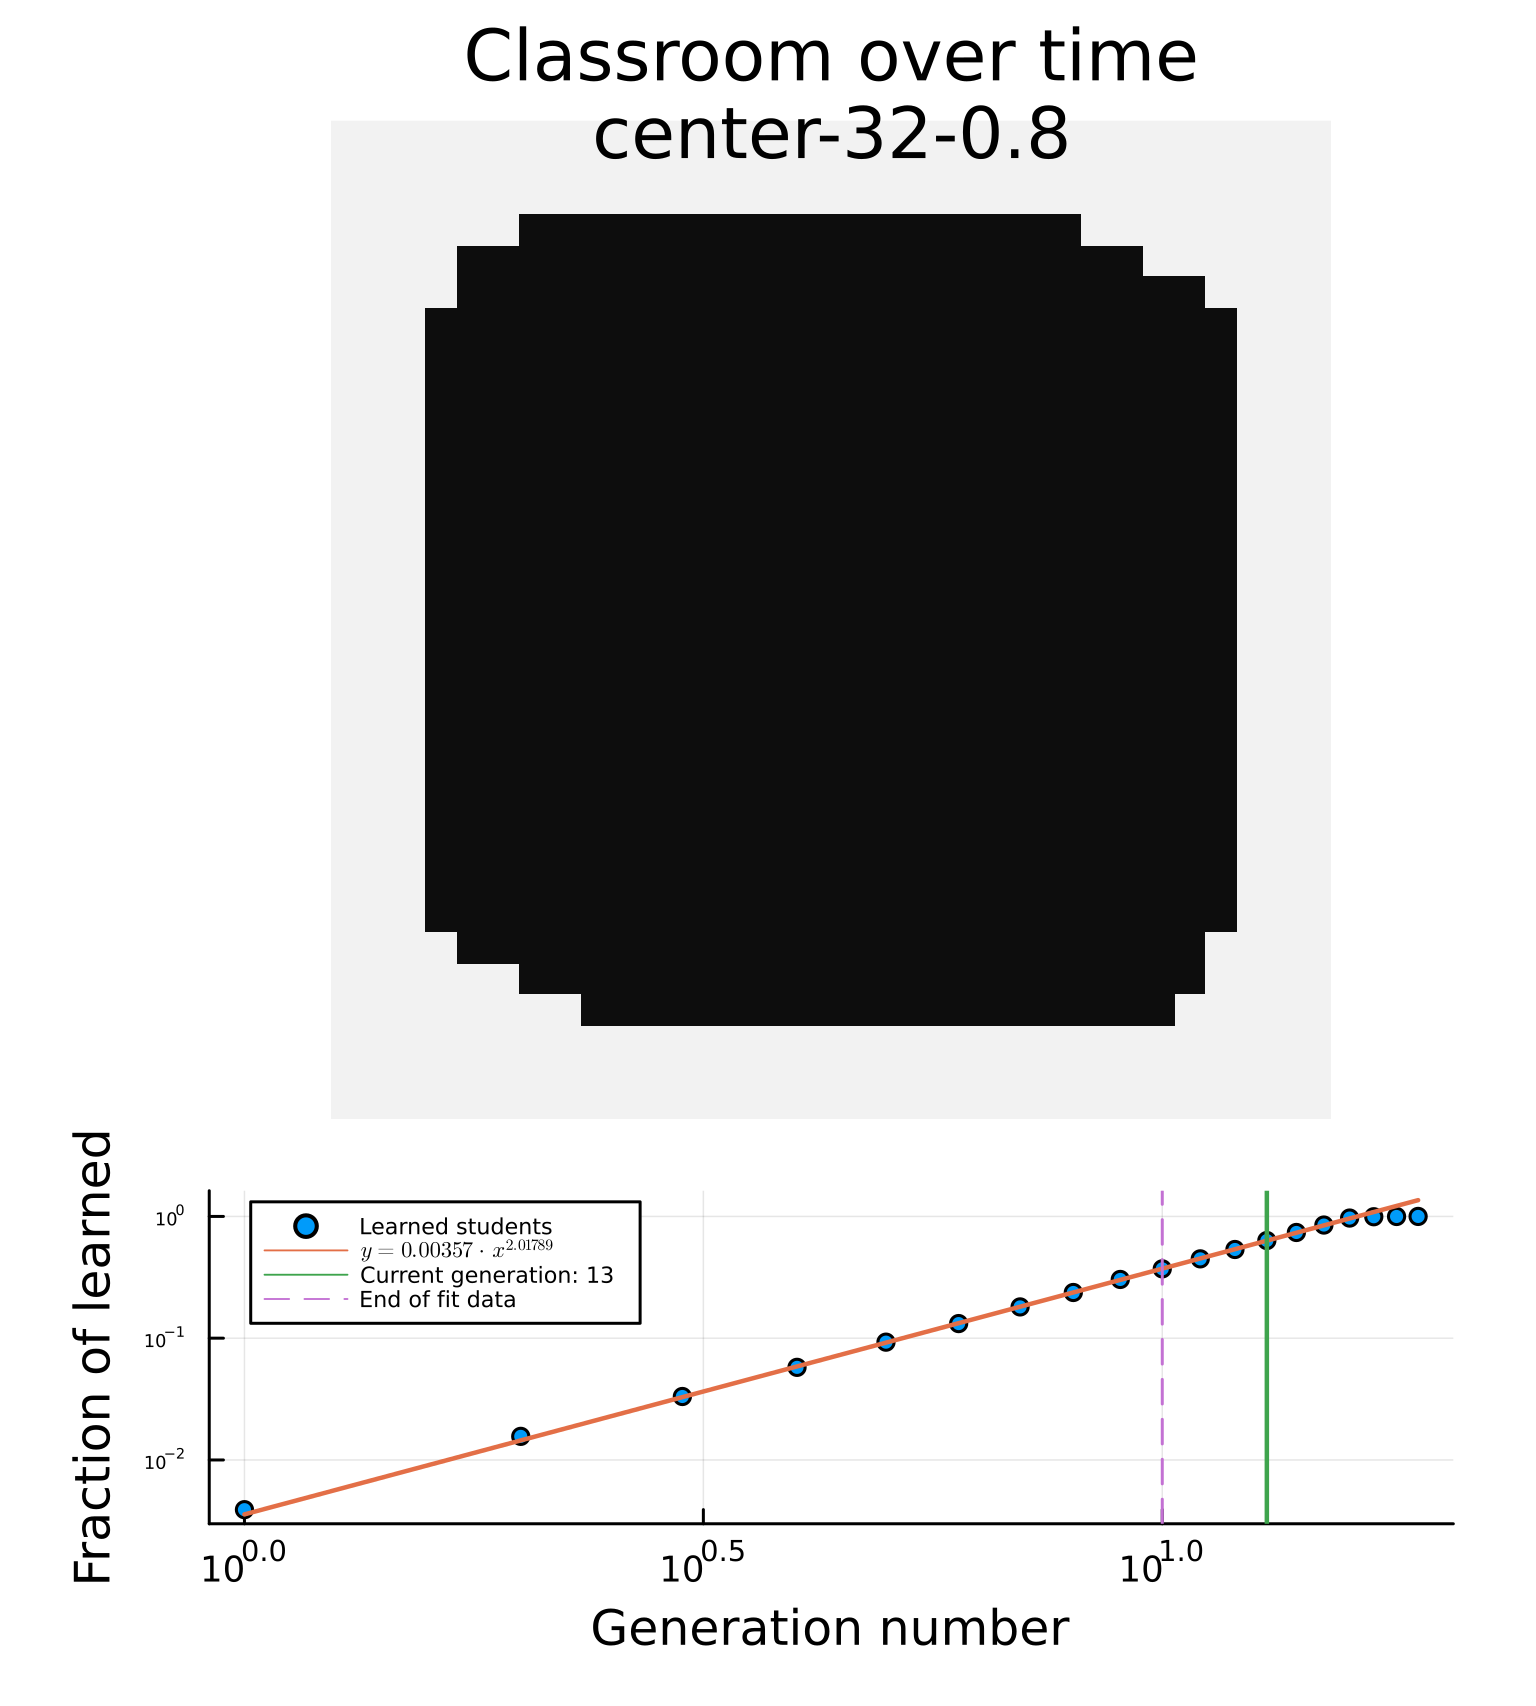 Classroom over time
center-32-0.8
Fraction of learned
10⁰
10⁻¹
10⁻²
Learned students
y = 0.00357 · x^2.01789
Current generation: 13
End of fit data
10^0.0
10^0.5
10^1.0
Generation number